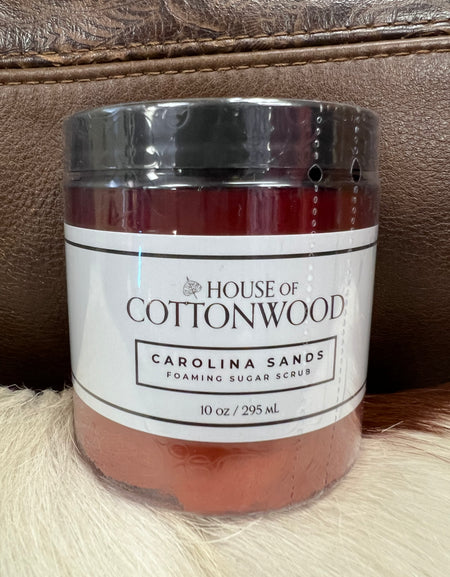 HOUSE OF
COTTONWOOD
CAROLINA SANDS
FOAMING SUGAR SCRUB
10 OZ / 295 ML